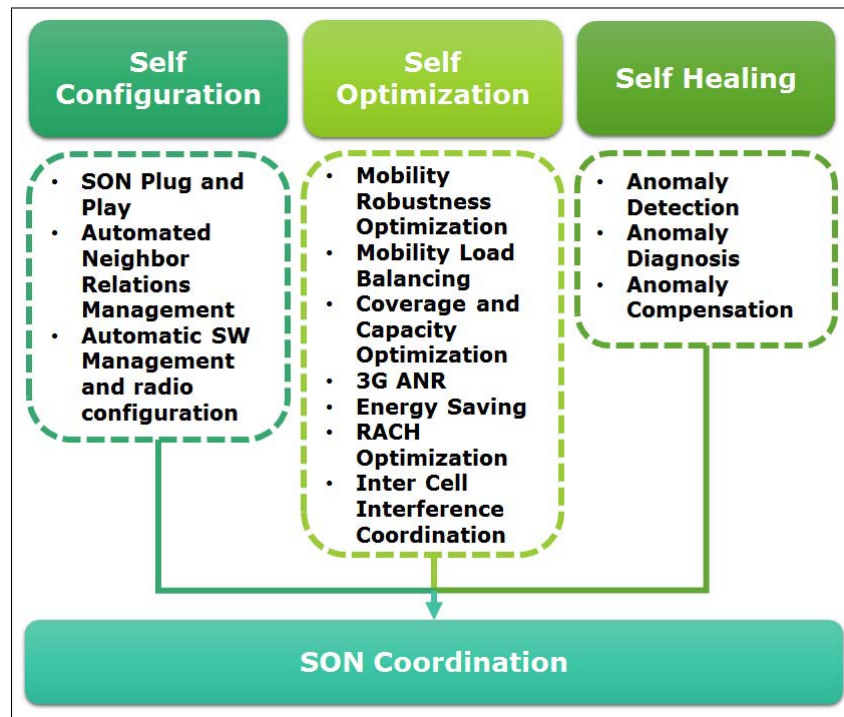 Self
Configuration
• SON Plug and
Play
• Automated
Neighbor
Relations
Management
• Automatic SW
Management
and radio
configuration
Self
Optimization
• Mobility
Robustness
Optimization
• Mobility Load
Balancing
• Coverage and
Capacity
Optimization
• 3G ANR
• Energy Saving
• RACH
Optimization
• Inter Cell
Interference
Coordination
Self Healing
• Anomaly
Detection
• Anomaly
Diagnosis
• Anomaly
Compensation
SON Coordination